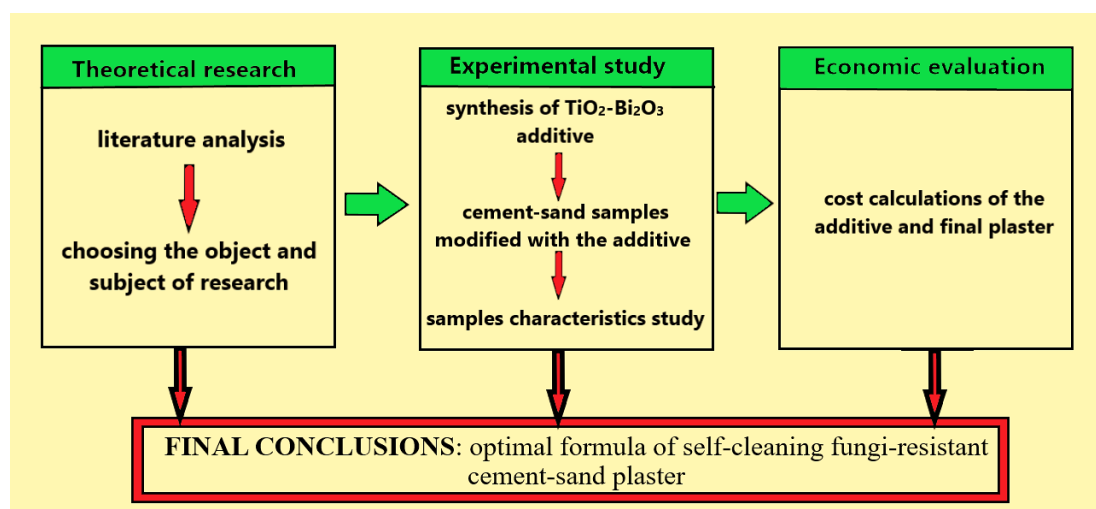 Theoretical research
literature analysis
choosing the object and
subject of research
Experimental study
synthesis of TiO₂-Bi₂O₃
additive
cement-sand samples
modified with the additive
samples characteristics study
Economic evaluation
cost calculations of the
additive and final plaster
FINAL CONCLUSIONS: optimal formula of self-cleaning fungi-resistant
cement-sand plaster